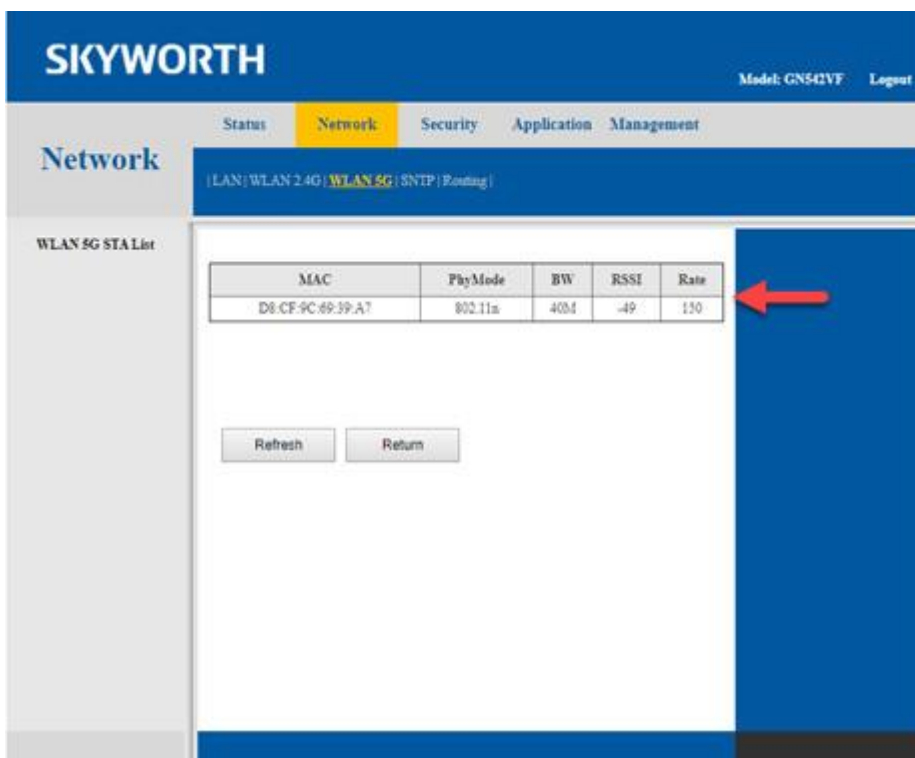 SKYWORTH
Model: GN542VF Logout
Status Network Security Application Management
Network
|LAN|WLAN 2.4G|WLAN 5G|SNTP|Routing|
WLAN 5G STA List
MAC PhyMode BW RSSI Rate
D8:CF:9C:69:39:A7 802.11n 40M -49 150
Refresh Return